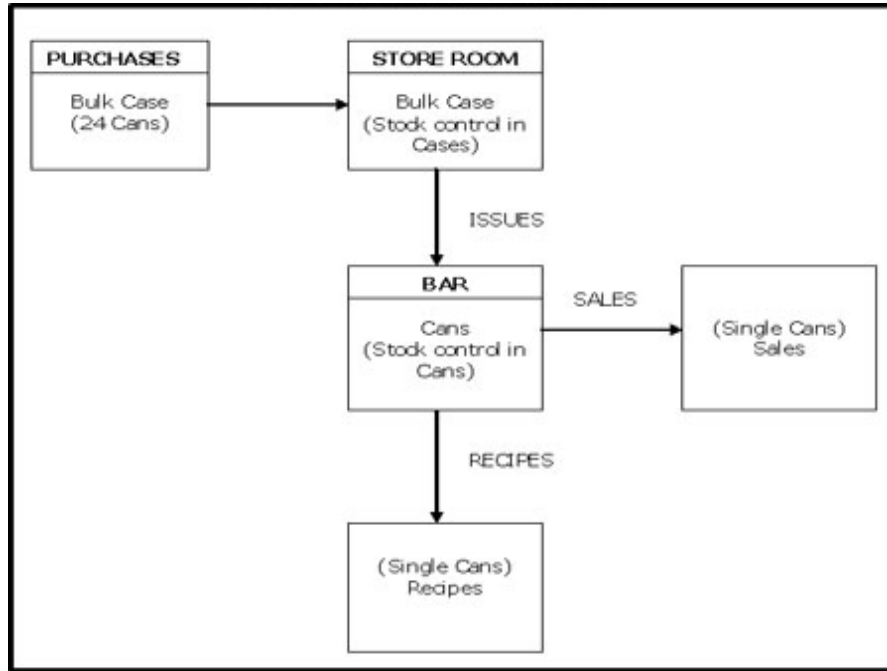 PURCHASES
Bulk Case
(24 Cans)
STORE ROOM
Bulk Case
(Stock control in
Cases)
ISSUES
BAR
Cans
(Stock control in
Cans)
SALES
(Single Cans)
Sales
RECIPES
(Single Cans)
Recipes